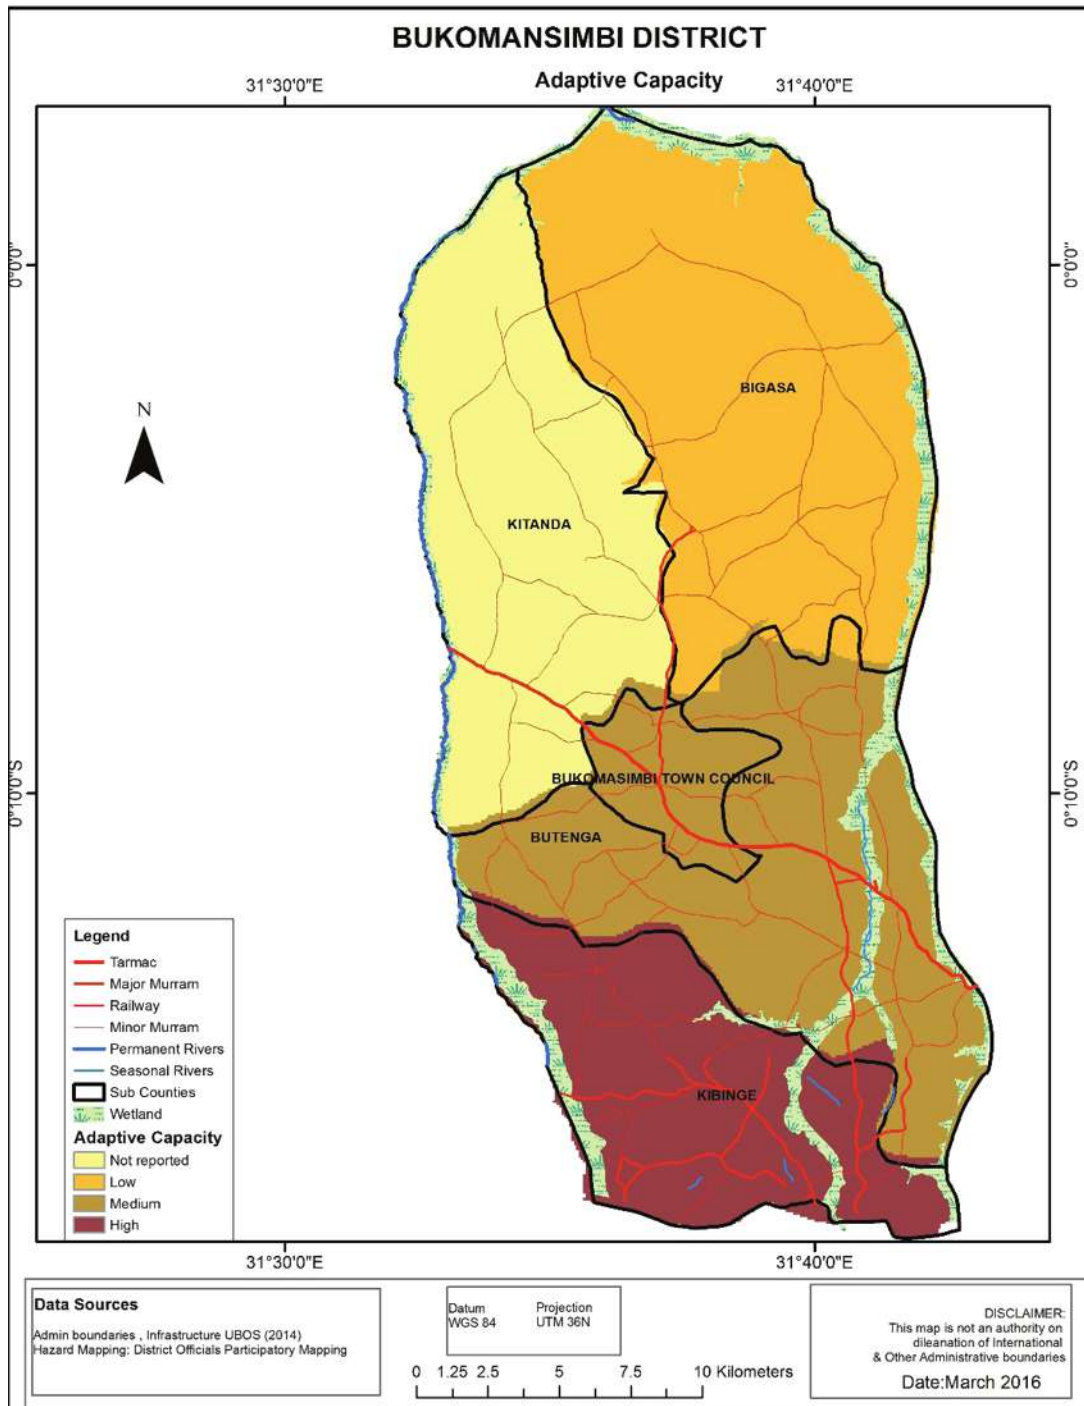 BUKOMANSIMBI DISTRICT
Adaptive Capacity
31°30'0"E
31°40'0"E
0°0'0"
0°0'0"
N
BIGASA
KITANDA
BUKOMASIMBI TOWN COUNCIL
0°10'0"S
0°10'0"S
BUTENGA
KIBINGE
Legend
Tarmac
Major Murram
Railway
Minor Murram
Permanent Rivers
Seasonal Rivers
Sub Counties
Wetland
Adaptive Capacity
Not reported
Low
Medium
High
31°30'0"E
31°40'0"E
Data Sources
Admin boundaries , Infrastructure UBOS (2014)
Hazard Mapping: District Officials Participatory Mapping
Datum Projection
WGS 84 UTM 36N
0 1.25 2.5 5 7.5 10 Kilometers
DISCLAIMER:
This map is not an authority on
dileanation of International
& Other Administrative boundaries
Date:March 2016